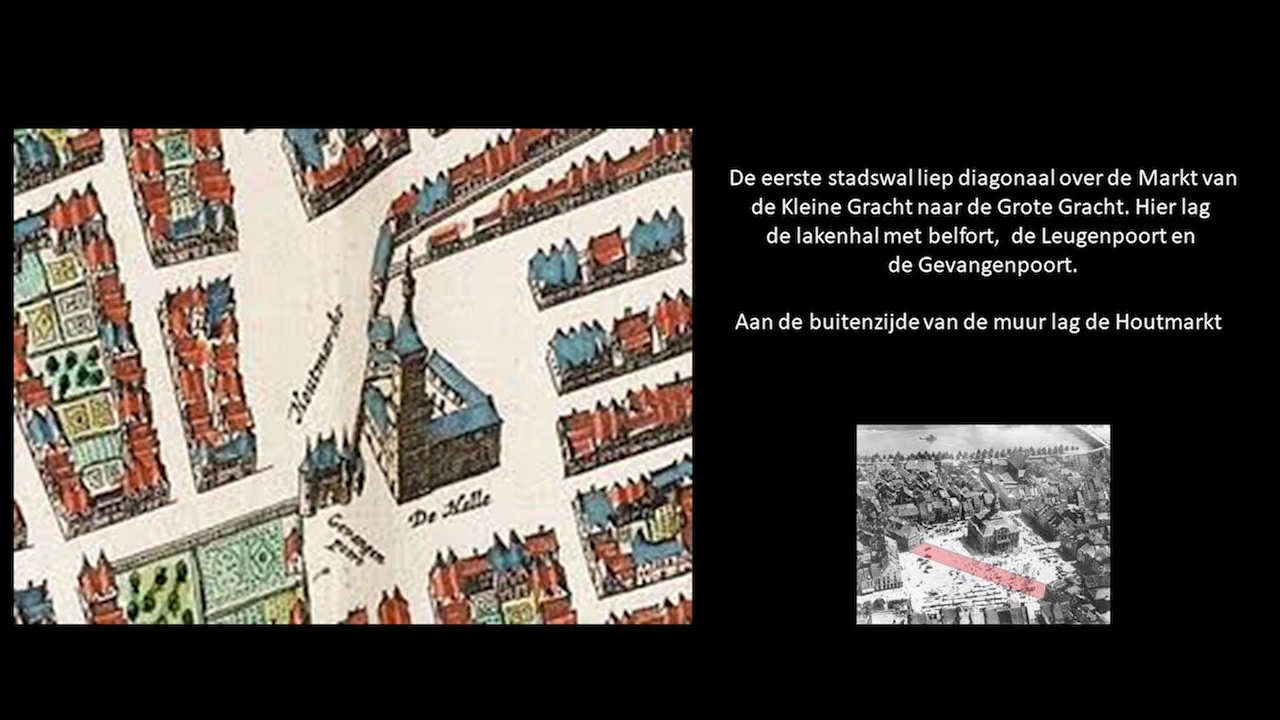 De eerste stadswal liep diagonaal over de Markt van
de Kleine Gracht naar de Grote Gracht. Hier lag
de lakenhal met belfort, de Leugenpoort en
de Gevangenpoort.
Aan de buitenzijde van de muur lag de Houtmarkt
De Halle